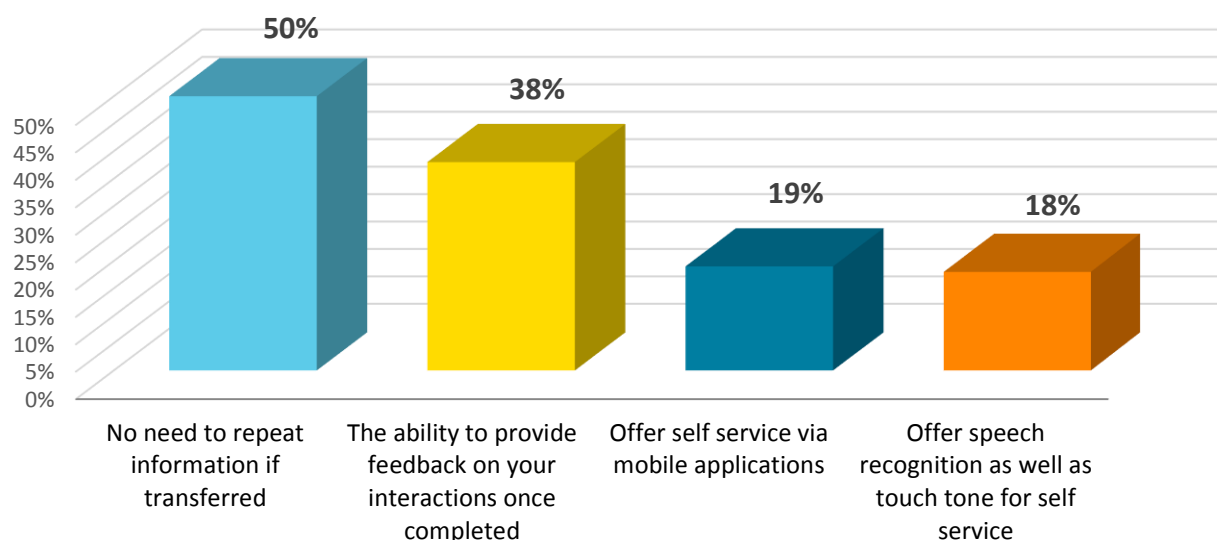 50%
38%
19%
18%
50%
45%
40%
35%
30%
25%
20%
15%
10%
5%
0%
No need to repeat
information if
transferred
The ability to provide
feedback on your
interactions once
completed
Offer self service via
mobile applications
Offer speech
recognition as well as
touch tone for self
service